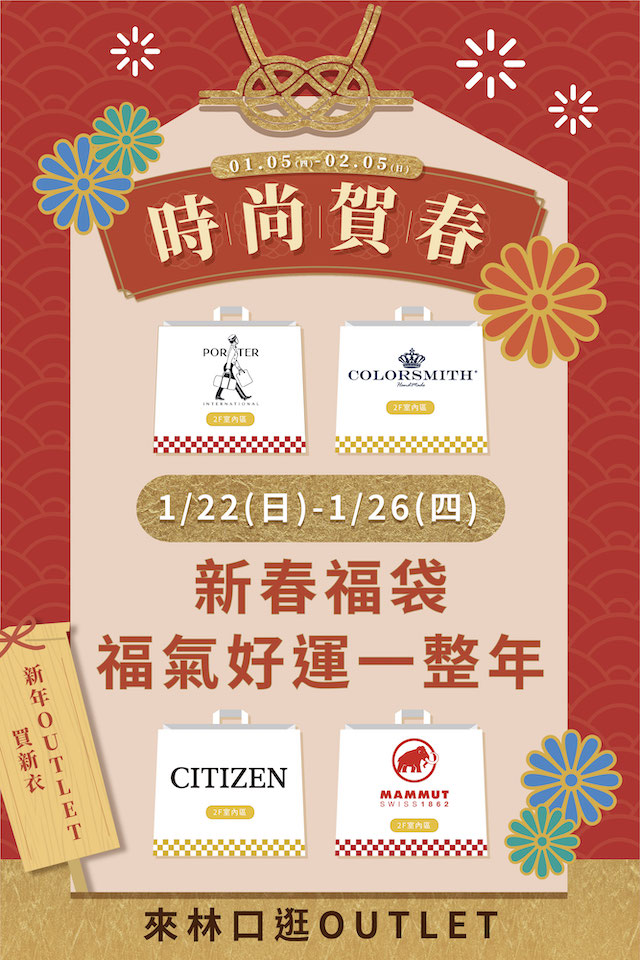 01.05(四)-02.05(日)
時尚賀春
PORTER
INTERNATIONAL
2F室內區
COLORSMITH®
HandMade
2F室內區
1/22(日)-1/26(四)
新春福袋
福氣好運一整年
新年OUTLET
買新衣
CITIZEN
2F室內區
MAMMUT
SWISS 1862
2F室內區
來林口逛OUTLET